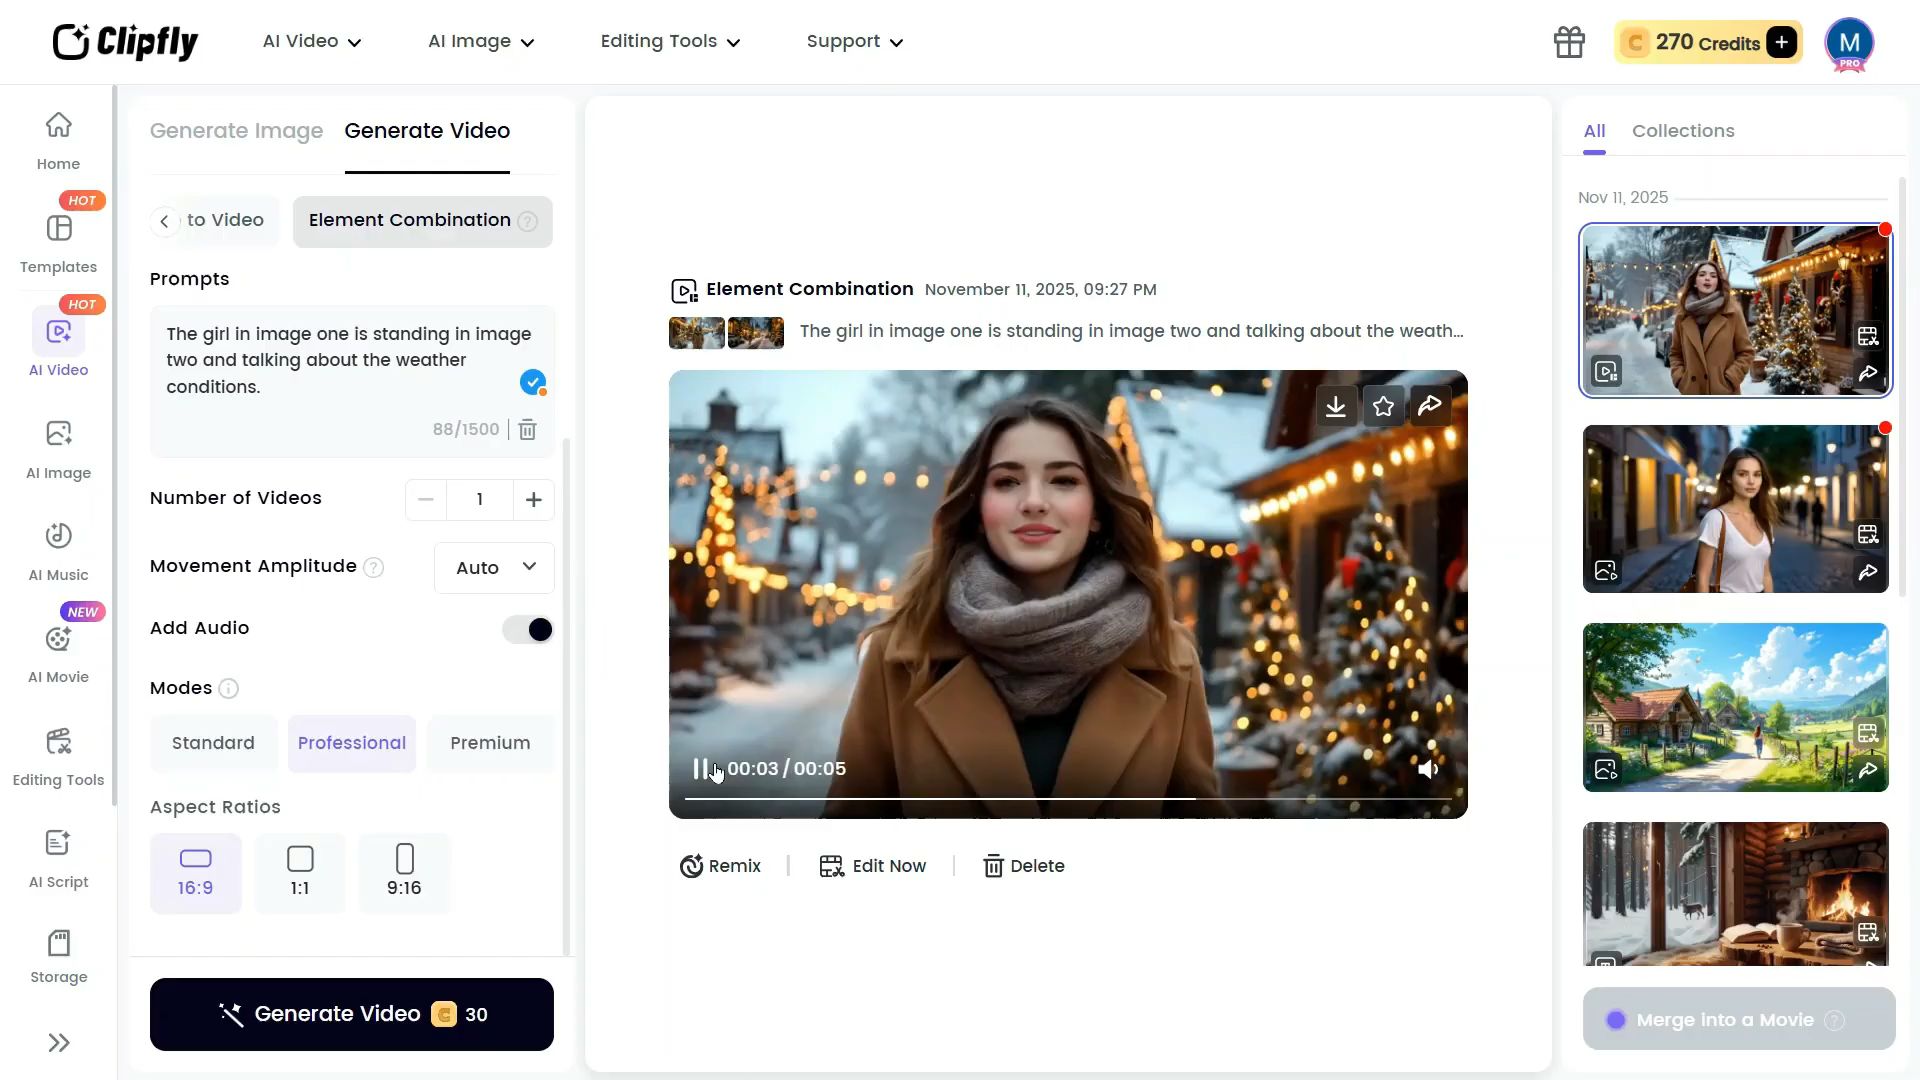 Clipfly
AI Video
AI Image
Editing Tools
Support
C 270 Credits +
M
PRO
Home
HOT
Templates
HOT
AI Video
AI Image
AI Music
NEW
AI Movie
Editing Tools
AI Script
Storage
Generate Image Generate Video
to Video
Element Combination ?
Prompts
The girl in image one is standing in image
two and talking about the weather
conditions.
88/1500
Number of Videos
1
Movement Amplitude ?
Auto
Add Audio
Modes
Standard
Professional
Premium
Aspect Ratios
16:9
1:1
9:16
Generate Video C 30
Element Combination November 11, 2025, 09:27 PM
The girl in image one is standing in image two and talking about the weath...
00:03 / 00:05
Remix
Edit Now
Delete
All Collections
Nov 11, 2025
Merge into a Movie ?